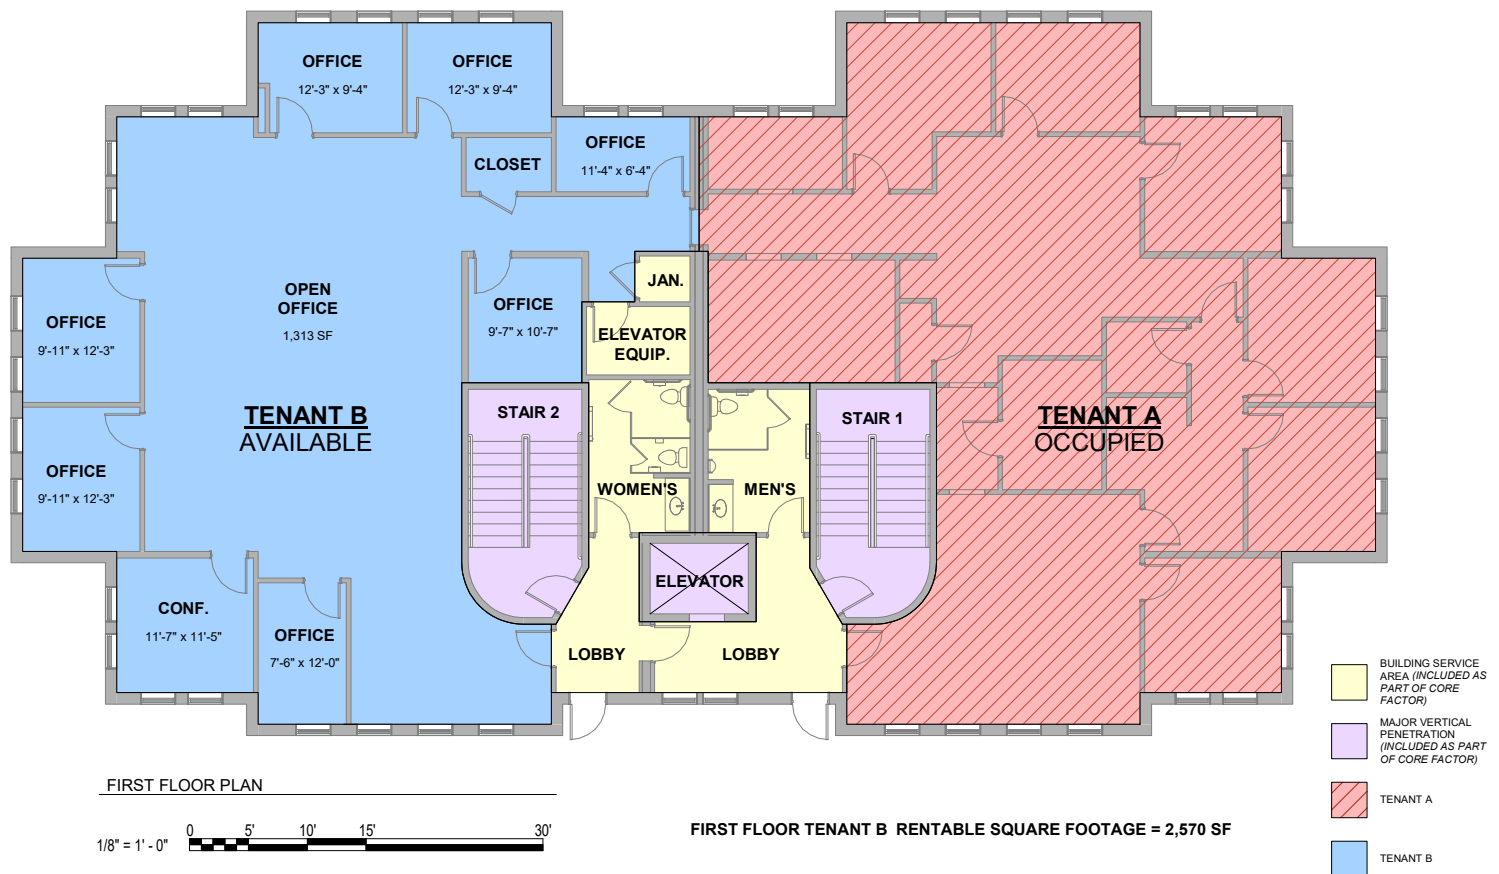 OFFICE
12'-3" x 9'-4"
OFFICE
12'-3" x 9'-4"
OFFICE
11'-4" x 6'-4"
CLOSET
OPEN
OFFICE
1,313 SF
JAN.
OFFICE
9'-7" x 10'-7"
ELEVATOR
EQUIP.
OFFICE
9'-11" x 12'-3"
TENANT B
AVAILABLE
STAIR 2
STAIR 1
TENANT A
OCCUPIED
OFFICE
9'-11" x 12'-3"
WOMEN'S
MEN'S
ELEVATOR
CONF.
11'-7" x 11'-5"
OFFICE
7'-6" x 12'-0"
LOBBY
LOBBY
BUILDING SERVICE
AREA (INCLUDED AS
PART OF CORE
FACTOR)
MAJOR VERTICAL
PENETRATION
(INCLUDED AS PART
OF CORE FACTOR)
TENANT A
TENANT B
FIRST FLOOR PLAN
1/8" = 1' - 0"
0 5' 10' 15' 30'
FIRST FLOOR TENANT B RENTABLE SQUARE FOOTAGE = 2,570 SF